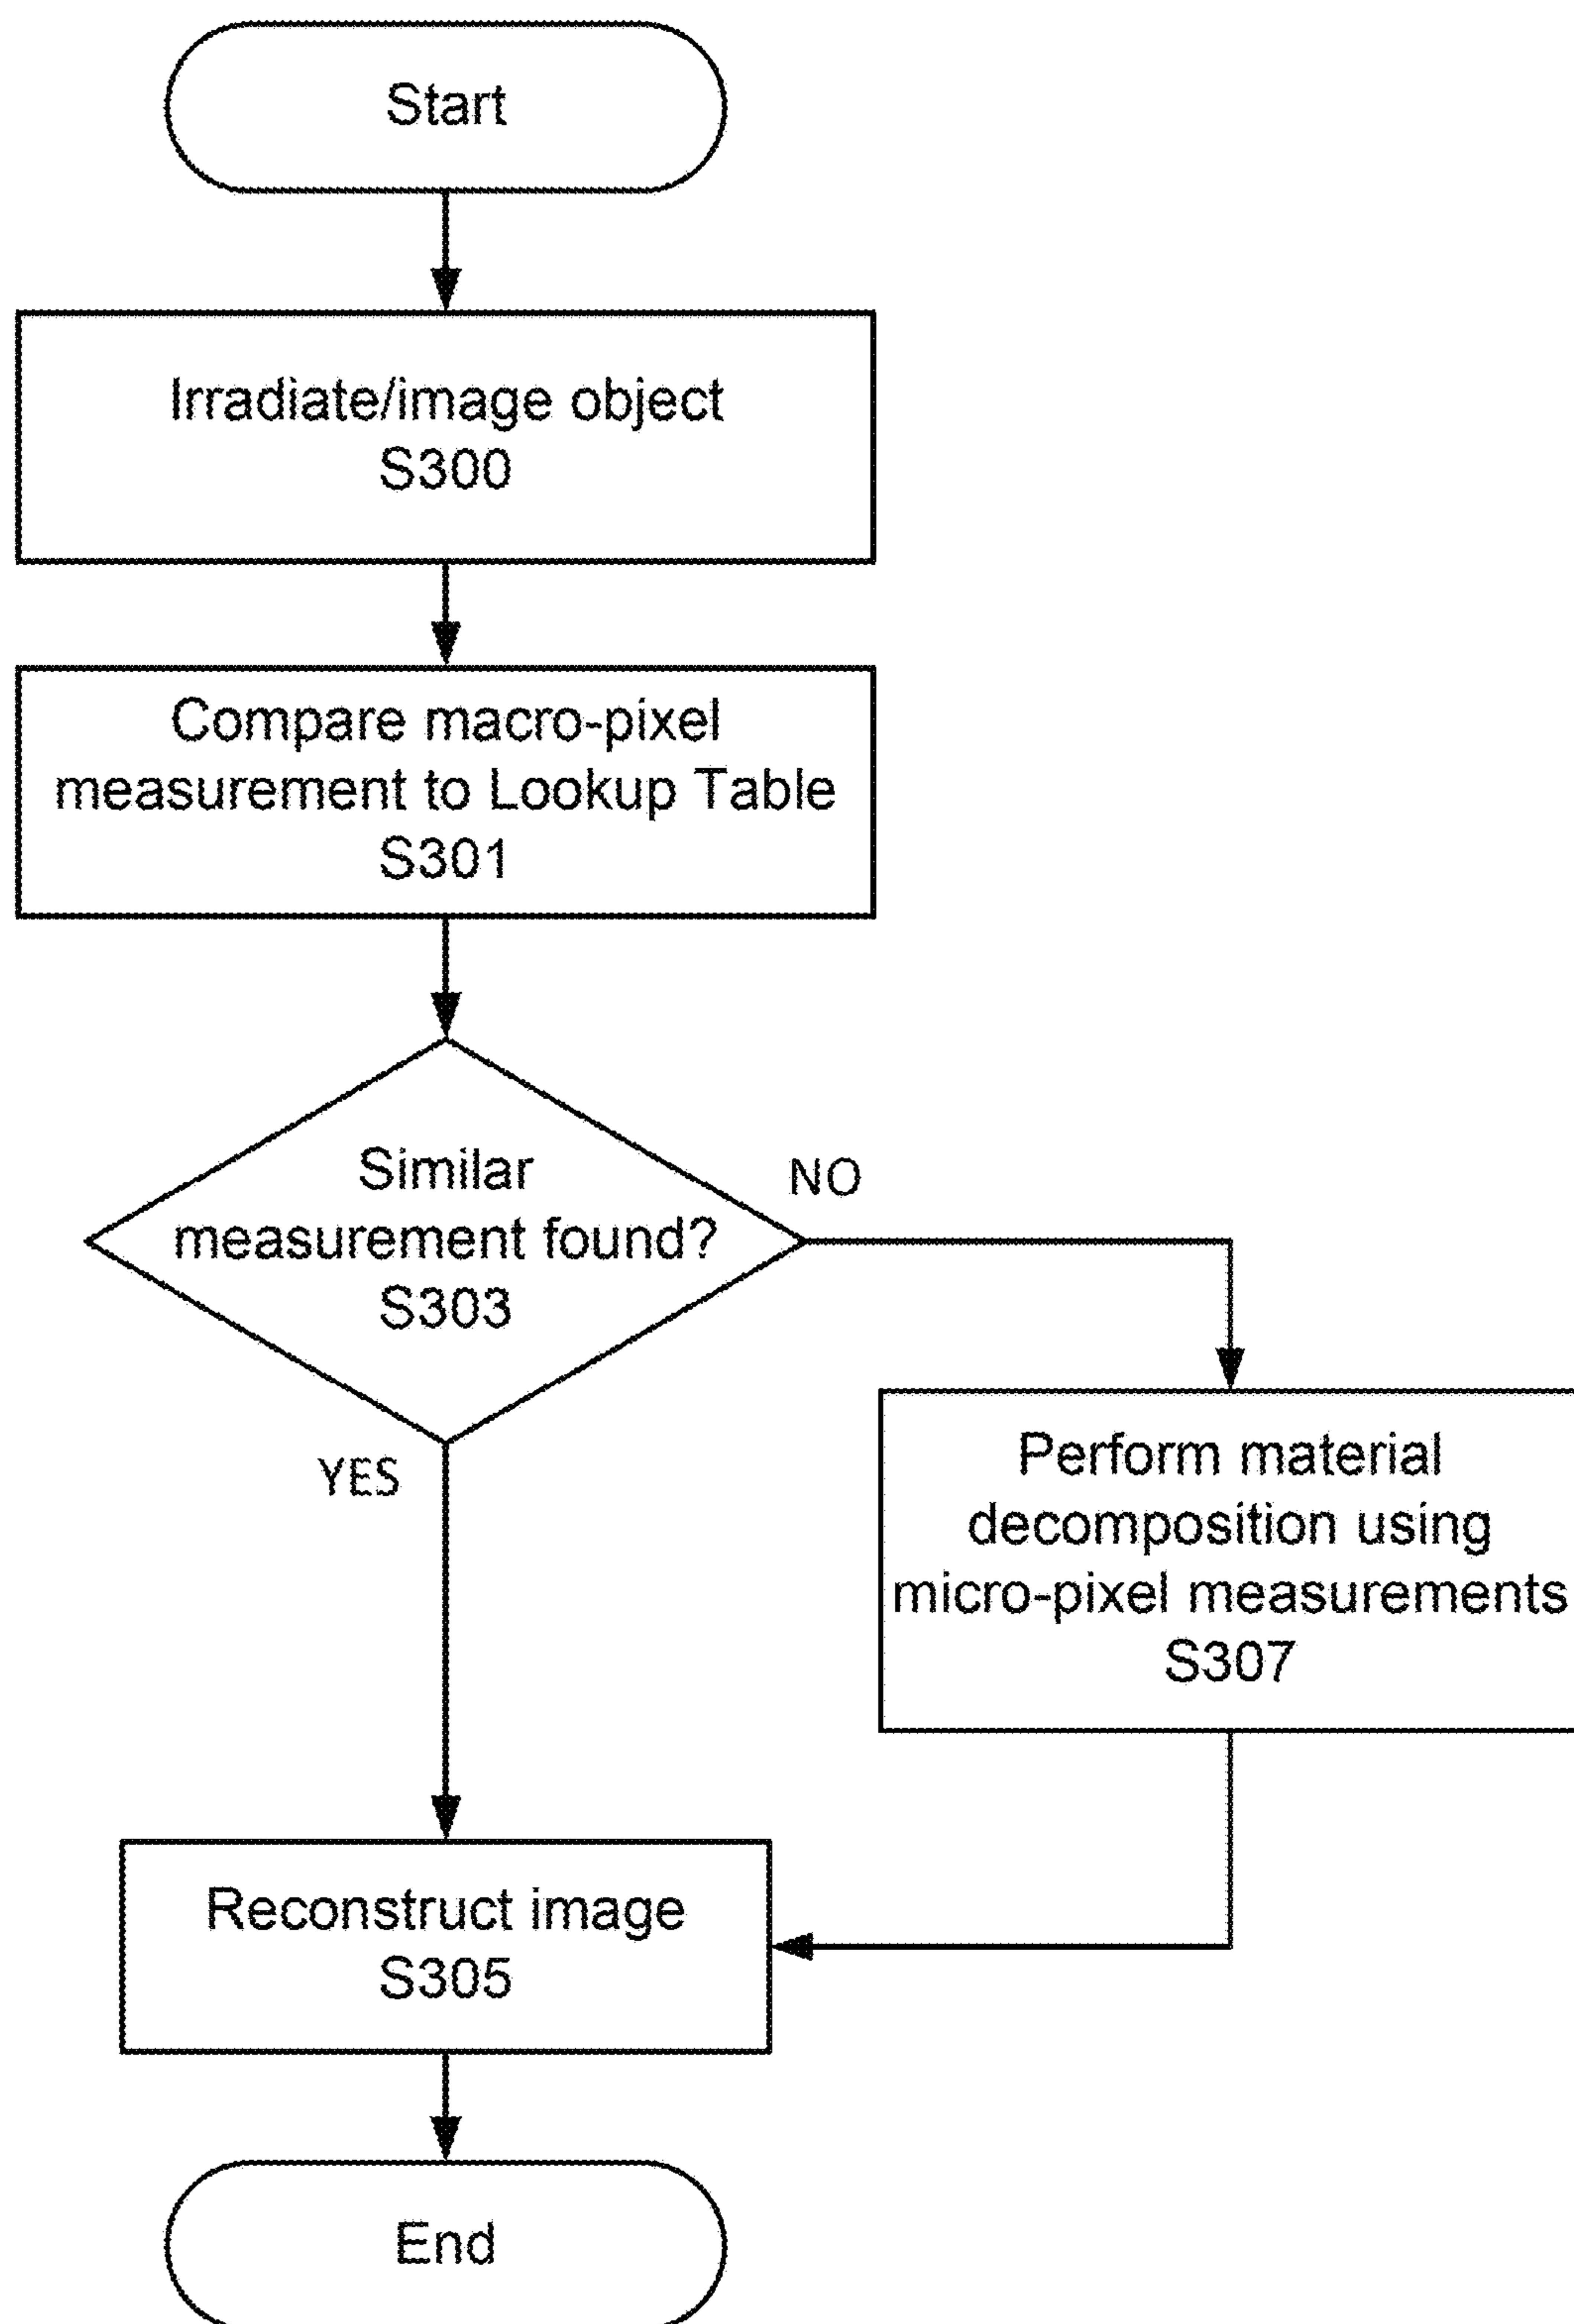 Start
Irradiate/image object
S300
Compare macro-pixel
measurement to Lookup Table
S301
Similar
measurement found?
S303
NO
YES
Perform material
decomposition using
micro-pixel measurements
S307
Reconstruct image
S305
End